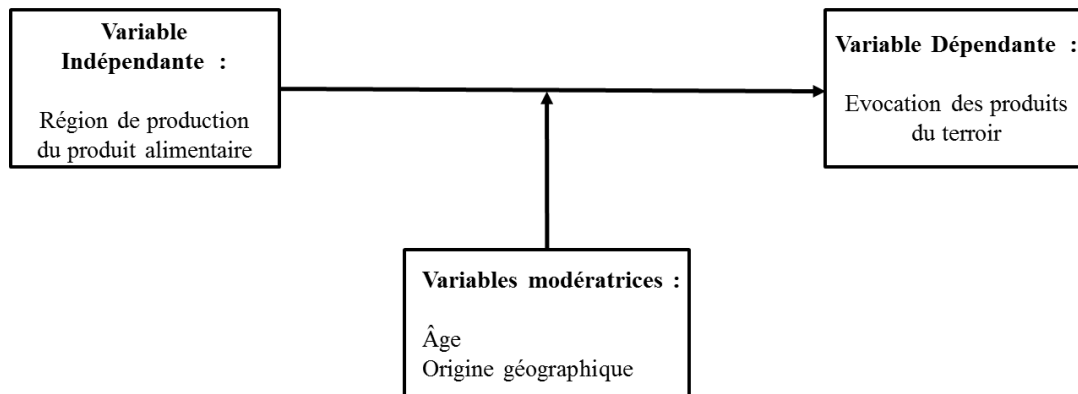 Variable
Indépendante :
Région de production
du produit alimentaire
Variable Dépendante :
Evocation des produits
du terroir
Variables modératrices :
Âge
Origine géographique